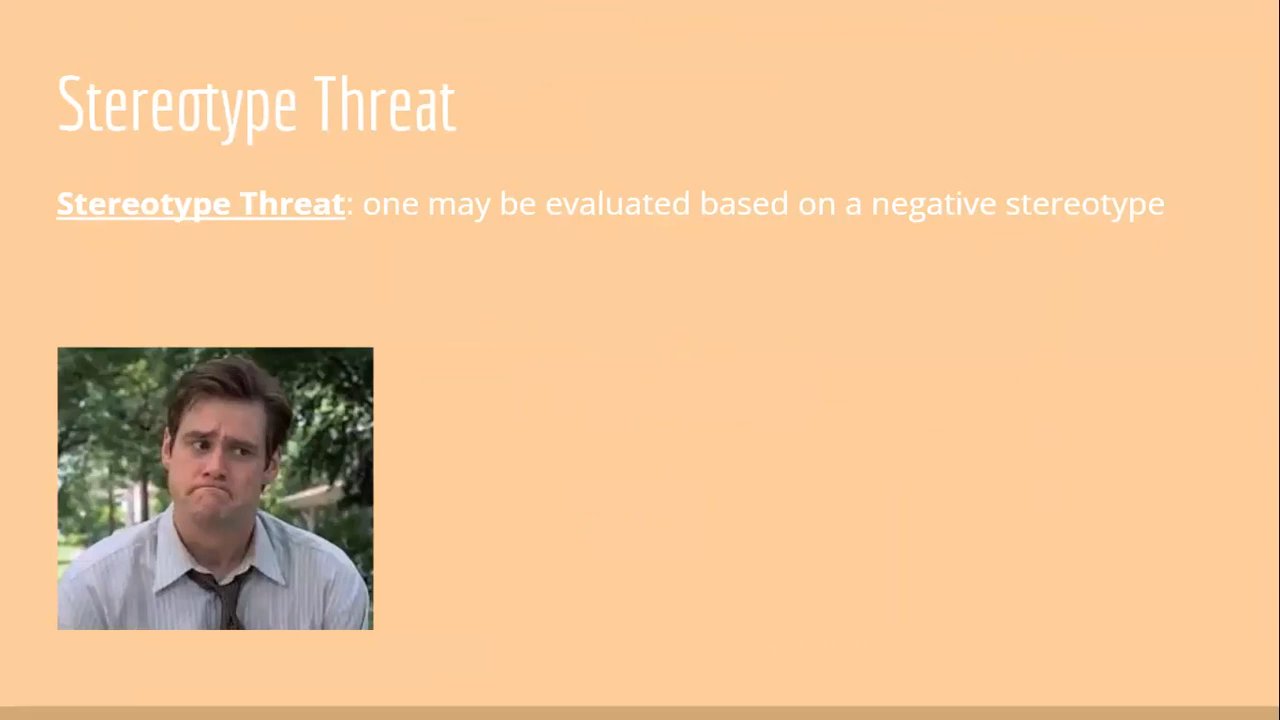 Stereotype Threat
Stereotype Threat: one may be evaluated based on a negative stereotype